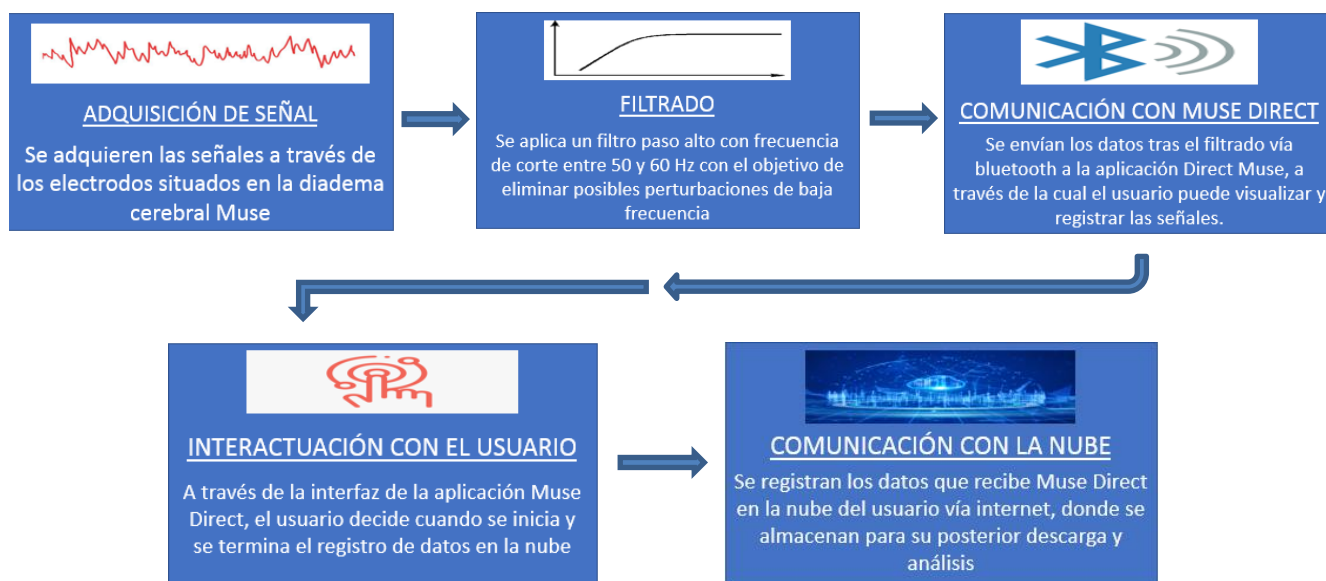 ADQUISICIÓN DE SEÑAL
Se adquieren las señales a través de
los electrodos situados en la diadema
cerebral Muse
FILTRADO
Se aplica un filtro paso alto con frecuencia
de corte entre 50 y 60 Hz con el objetivo de
eliminar posibles perturbaciones de baja
frecuencia
COMUNICACIÓN CON MUSE DIRECT
Se envían los datos tras el filtrado vía
bluetooth a la aplicación Direct Muse, a
través de la cual el usuario puede visualizar y
registrar las señales.
INTERACTUACIÓN CON EL USUARIO
A través de la interfaz de la aplicación Muse
Direct, el usuario decide cuando se inicia y
se termina el registro de datos en la nube
COMUNICACIÓN CON LA NUBE
Se registran los datos que recibe Muse Direct
en la nube del usuario vía internet, donde se
almacenan para su posterior descarga y
análisis